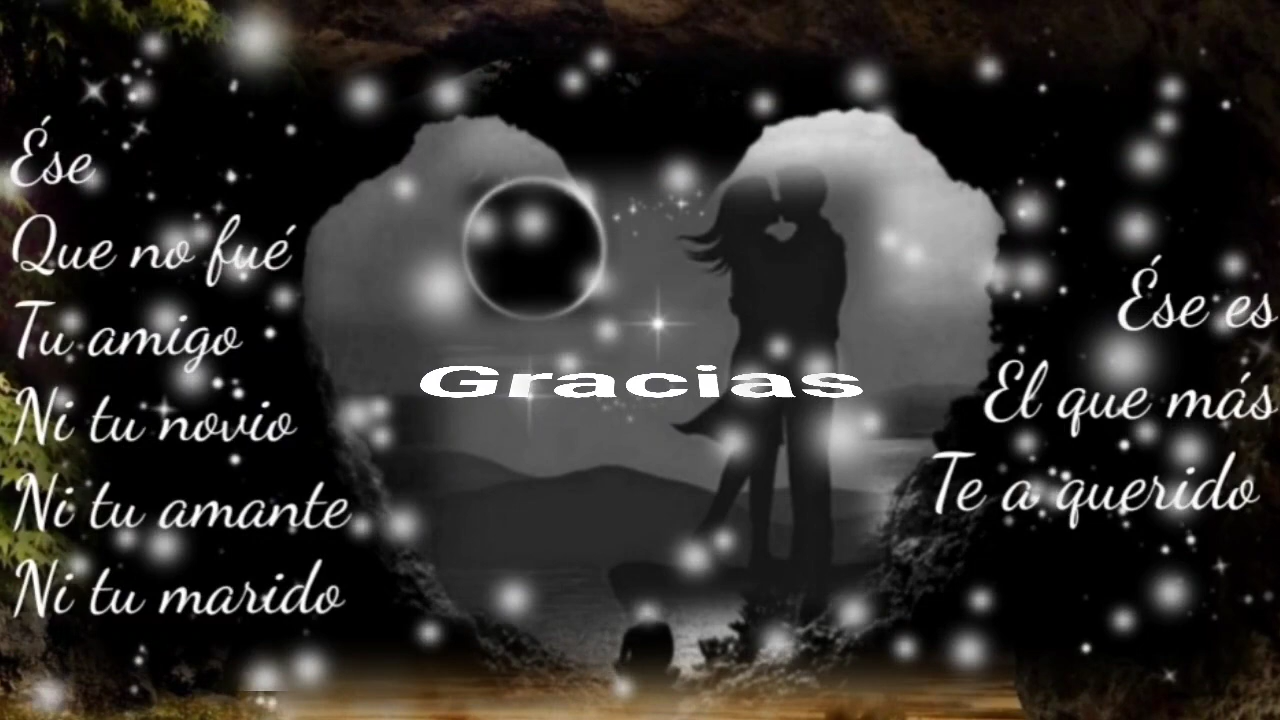 Ése
Que no fué
Tu amigo
Ni tu novio
Ni tu amante
Ni tu marido
Gracias
Ése es
El que más
Te a querido